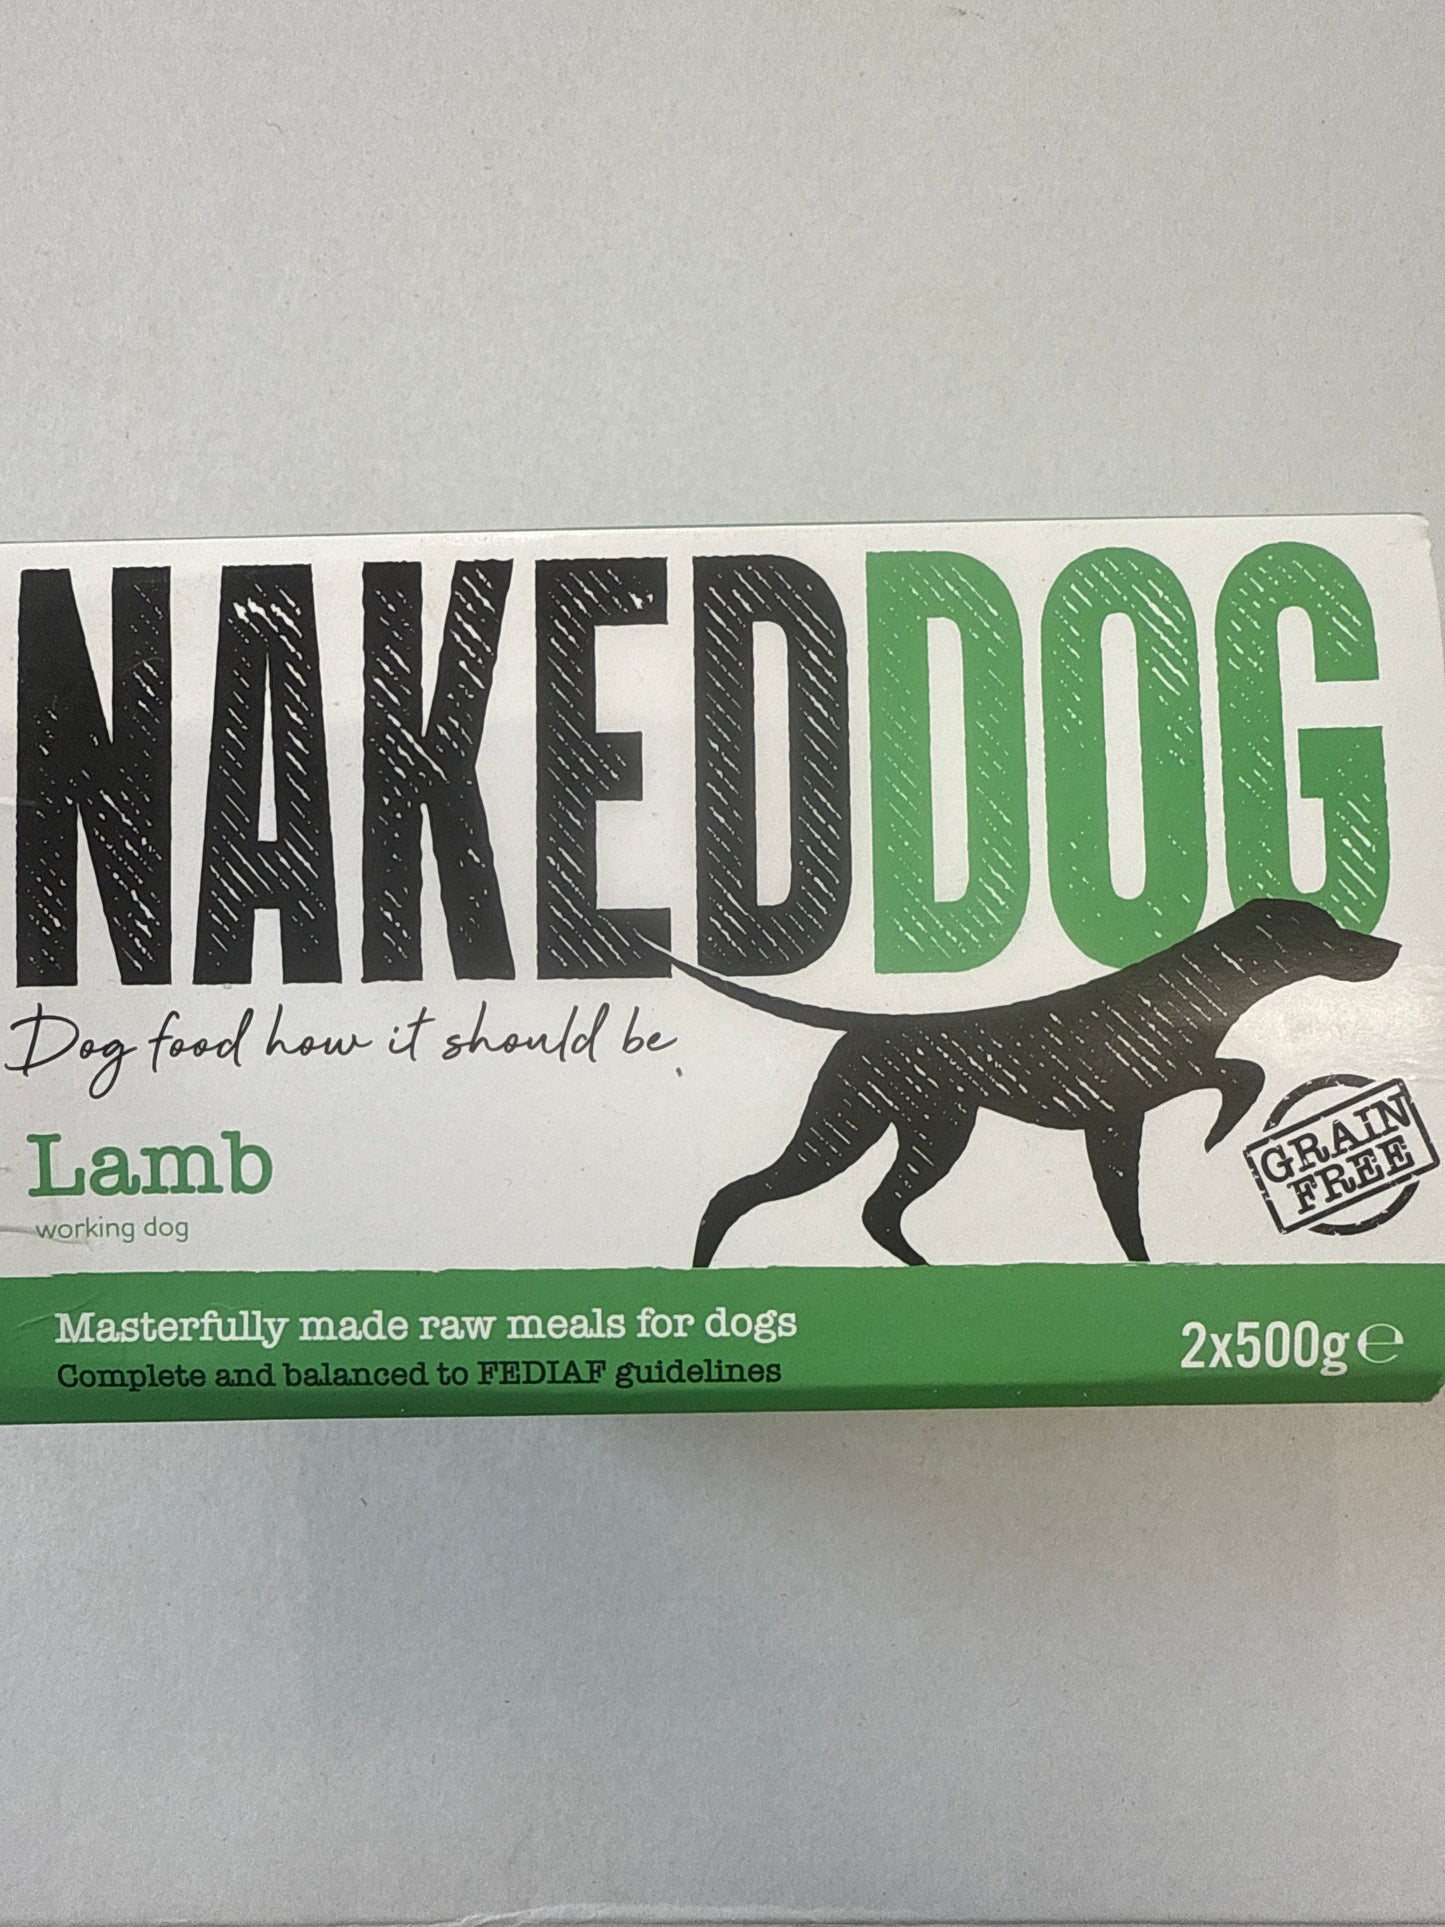 NAKEDDOG
Dog food how it should be.
Lamb
working dog
GRAIN
FREE
Masterfully made raw meals for dogs
Complete and balanced to FEDIAF guidelines
2x500g℮